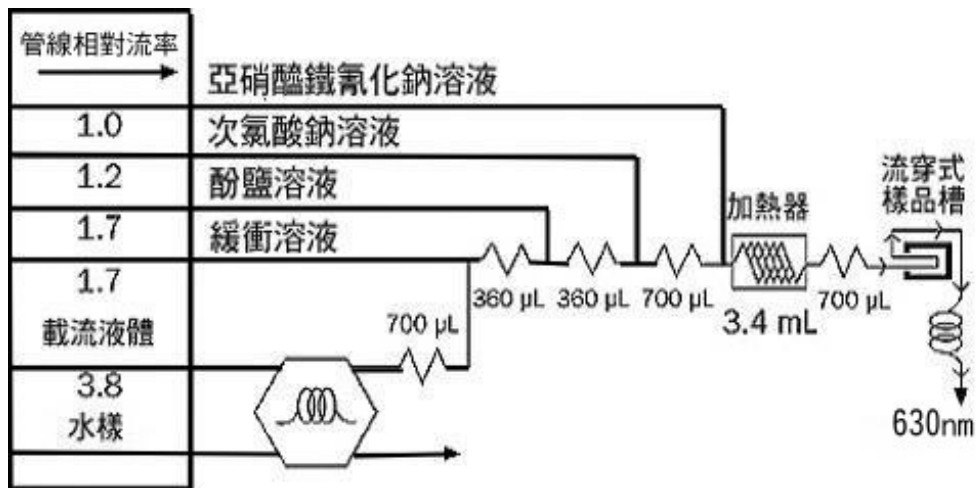 管線相對流率
亞硝醯鐵氰化鈉溶液
1.0
次氯酸鈉溶液
1.2
酚鹽溶液
1.7
緩衝溶液
1.7
載流液體
3.8
水樣
700 μL
360 μL
360 μL
700 μL
加熱器
3.4 mL
700 μL
流穿式
樣品槽
630nm